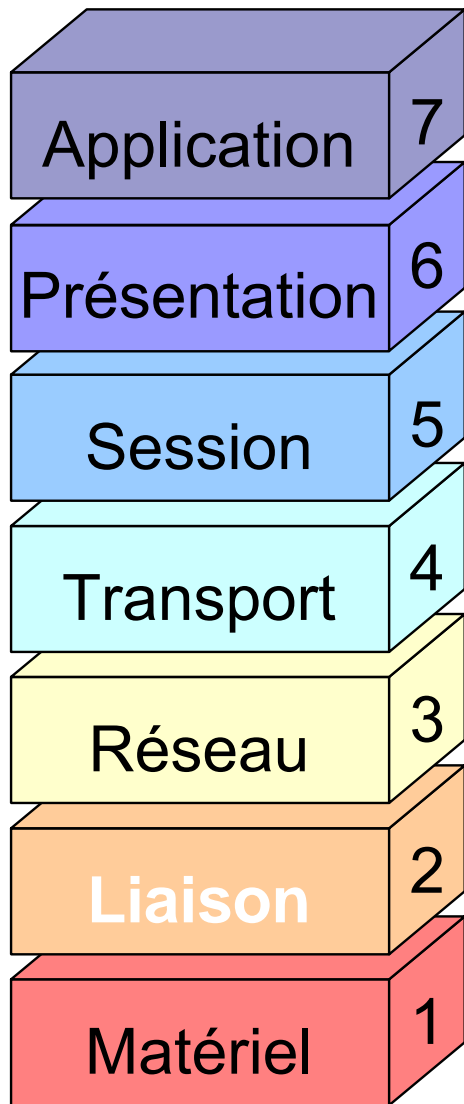 Application 7
Présentation 6
Session 5
Transport 4
Réseau 3
Liaison 2
Matériel 1